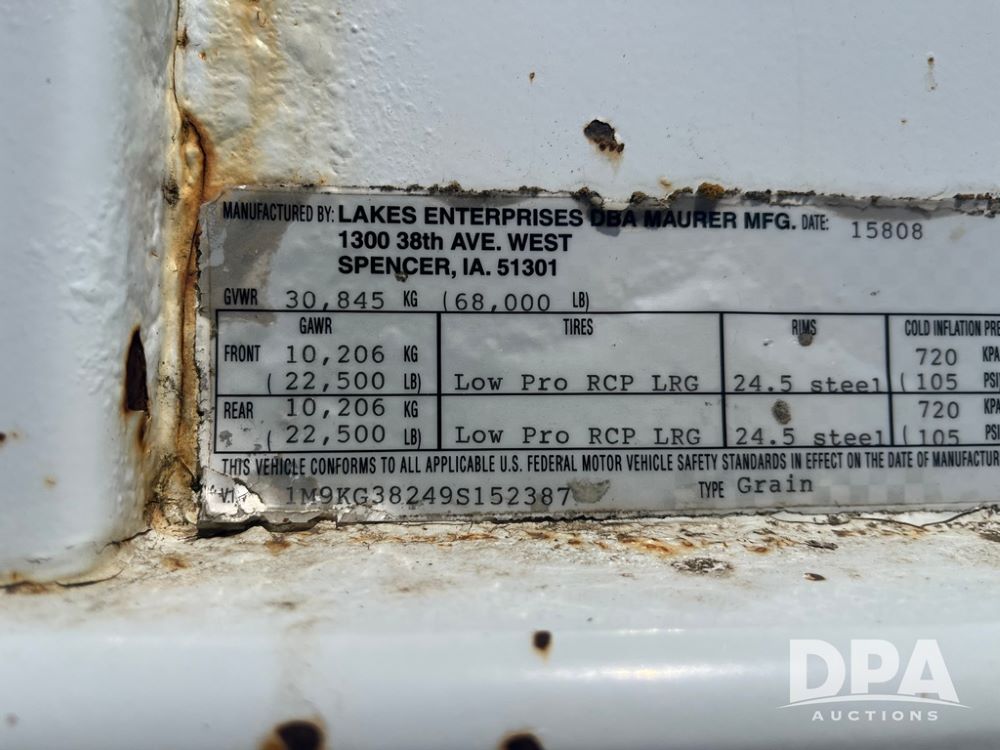 MANUFACTURED BY: LAKES ENTERPRISES DBA MAURER MFG. DATE: 15808
1300 38th AVE. WEST
SPENCER, IA. 51301
GVWR 30,845 KG (68,000 LB)
GAWR TIRES RIMS COLD INFLATION PRE
FRONT 10,206 KG 720 KPA
(22,500 LB) Low Pro RCP LRG 24.5 steel (105 PSI
REAR 10,206 KG 720 KPA
(22,500 LB) Low Pro RCP LRG 24.5 steel (105 PSI
THIS VEHICLE CONFORMS TO ALL APPLICABLE U.S. FEDERAL MOTOR VEHICLE SAFETY STANDARDS IN EFFECT ON THE DATE OF MANUFACTUR
1M9KG38249S152387 TYPE Grain
DPA
AUCTIONS